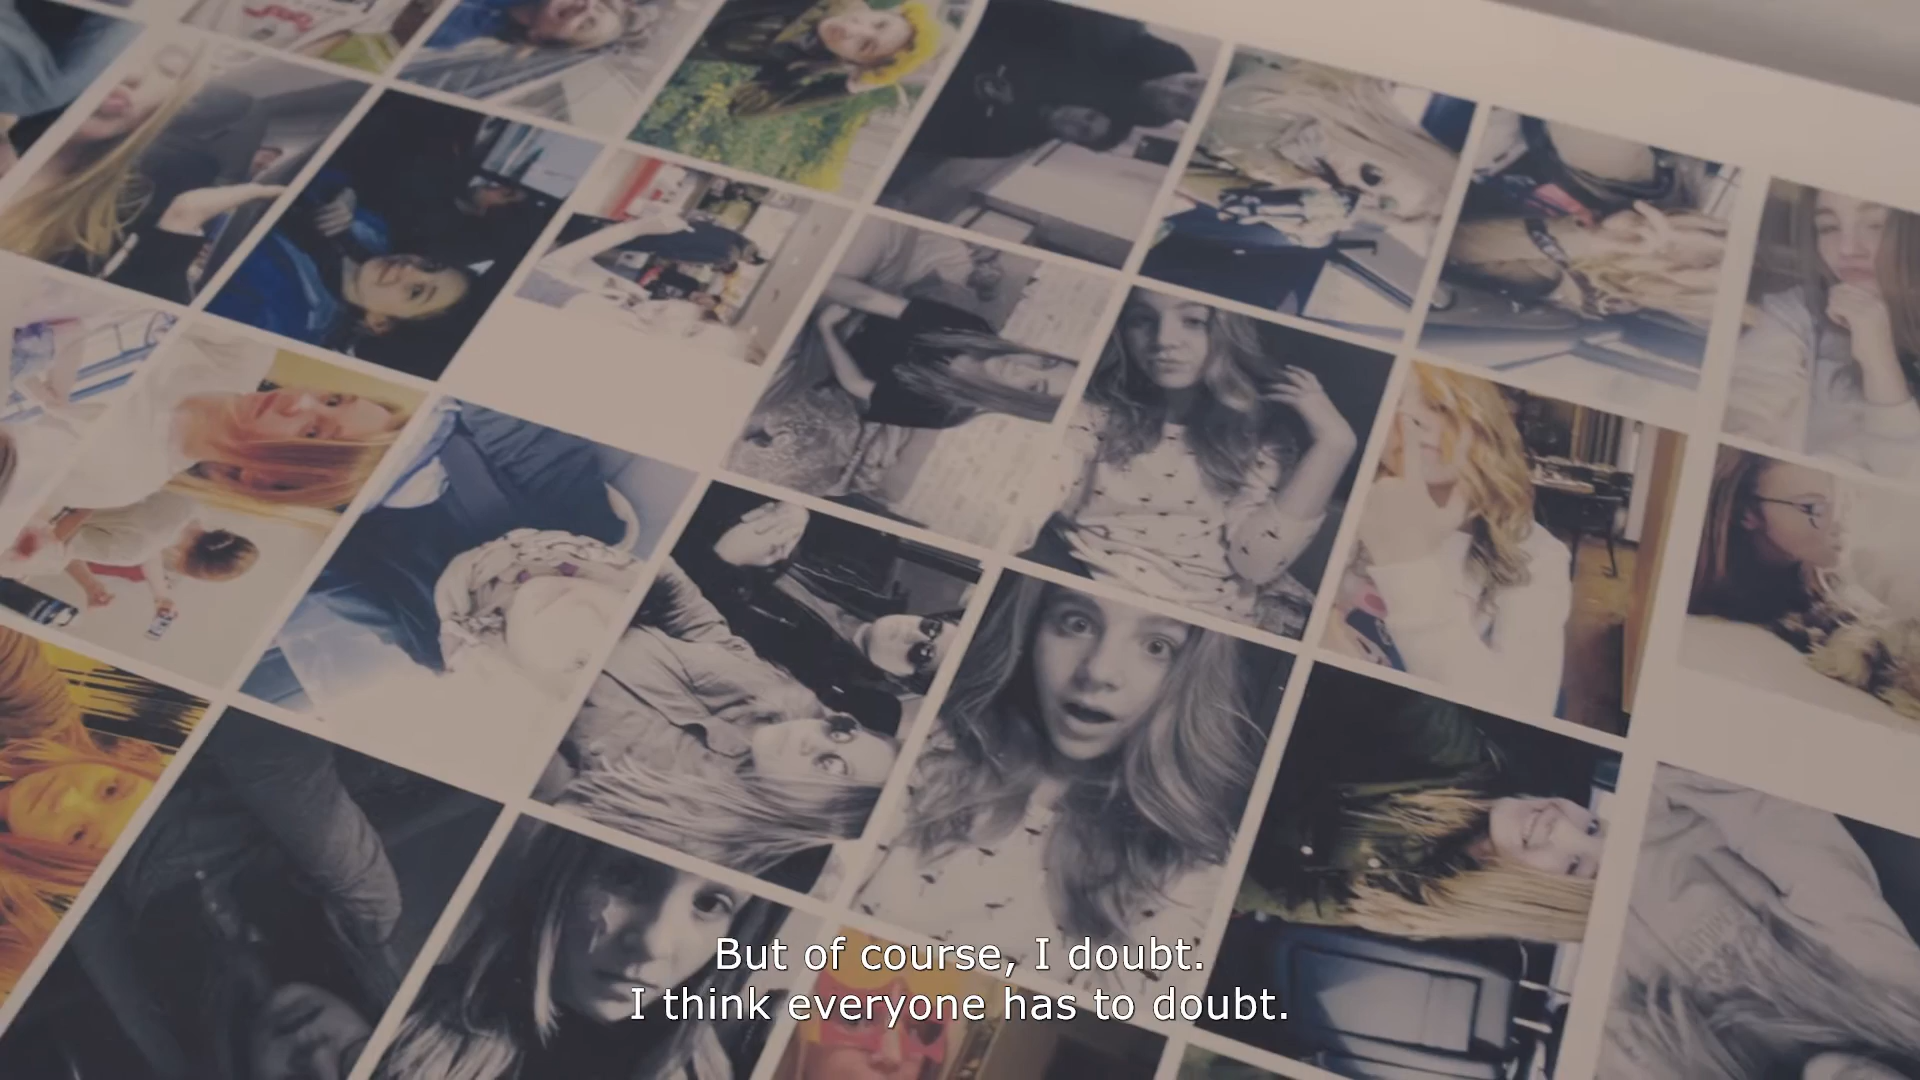 But of course, I doubt.
I think everyone has to doubt.